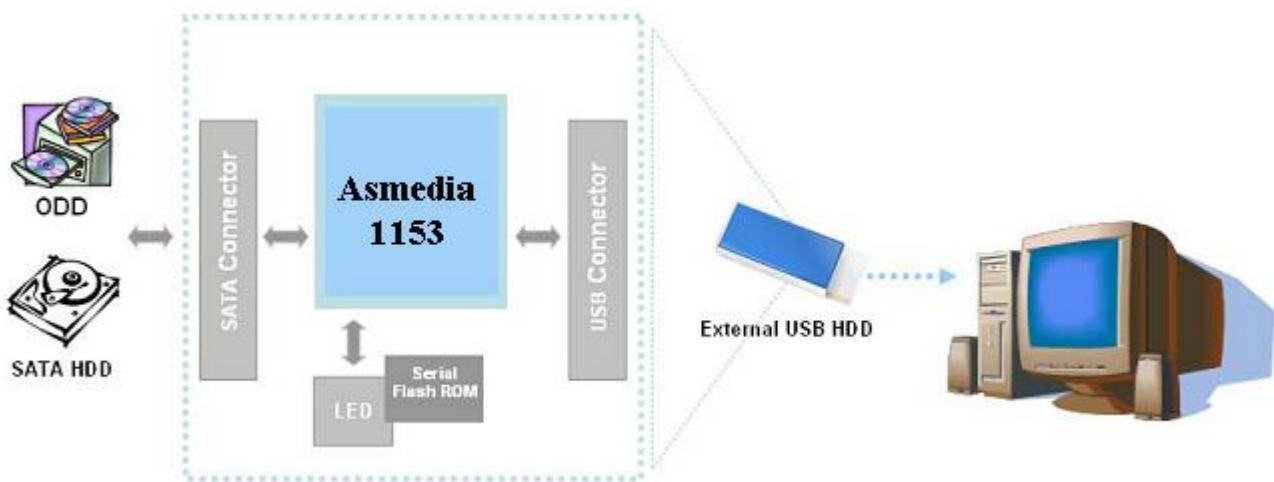 ODD
SATA HDD
SATA Connector
Asmedia
1153
LED
Serial
Flash ROM
USB Connector
External USB HDD